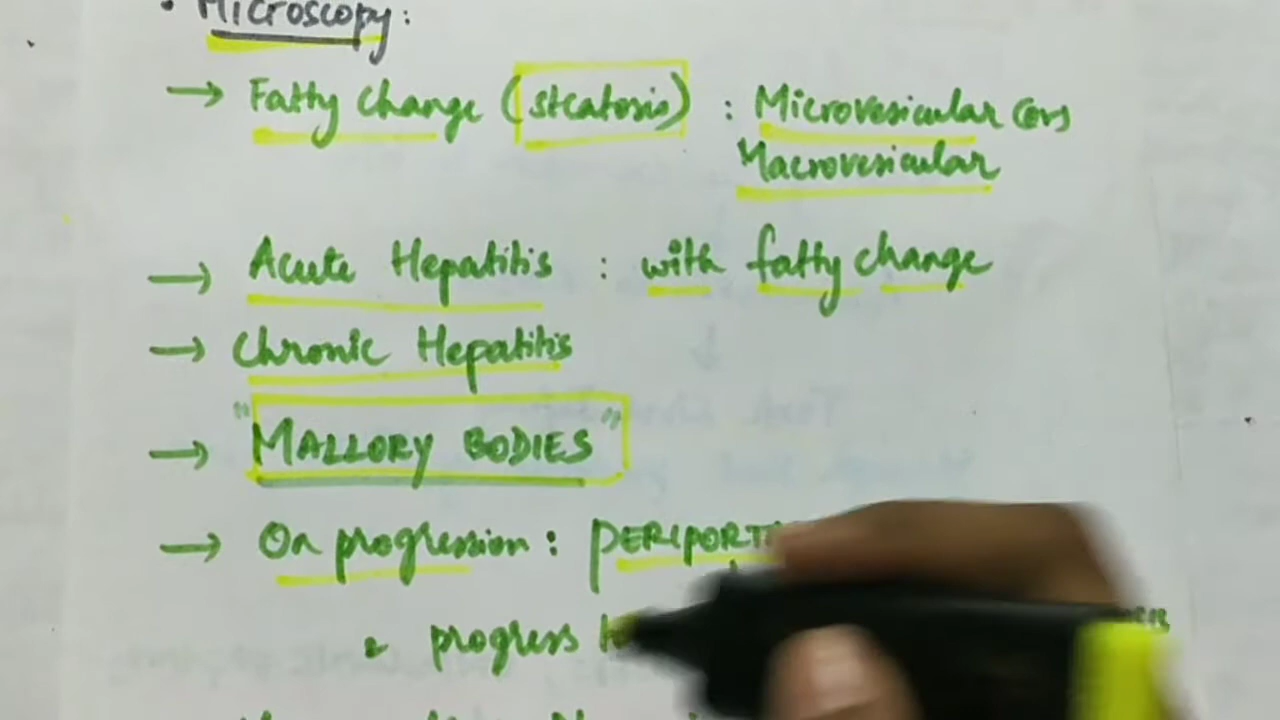 • Microscopy:
→ Fatty change (steatosis) : Microvesicular (or)
Macrovesicular
→ Acute Hepatitis : with fatty change
→ Chronic Hepatitis
→ "MALLORY BODIES"
→ On progression : PERIPORT
& progress